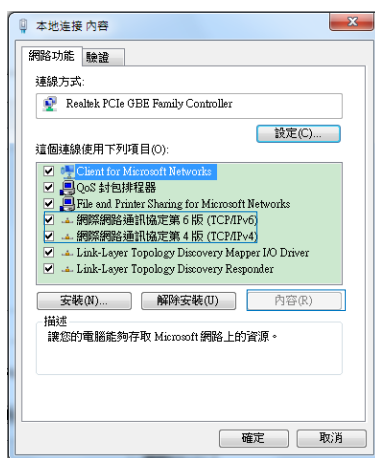 本地连接 內容
網路功能
驗證
連線方式:
Realtek PCIe GBE Family Controller
設定(C)...
這個連線使用下列項目(O):
Client for Microsoft Networks
QoS 封包排程器
File and Printer Sharing for Microsoft Networks
網際網路通訊協定第 6 版 (TCP/IPv6)
網際網路通訊協定第 4 版 (TCP/IPv4)
Link-Layer Topology Discovery Mapper I/O Driver
Link-Layer Topology Discovery Responder
安裝(N)...
解除安裝(U)
內容(R)
描述
讓您的電腦能夠存取 Microsoft 網路上的資源。
確定
取消